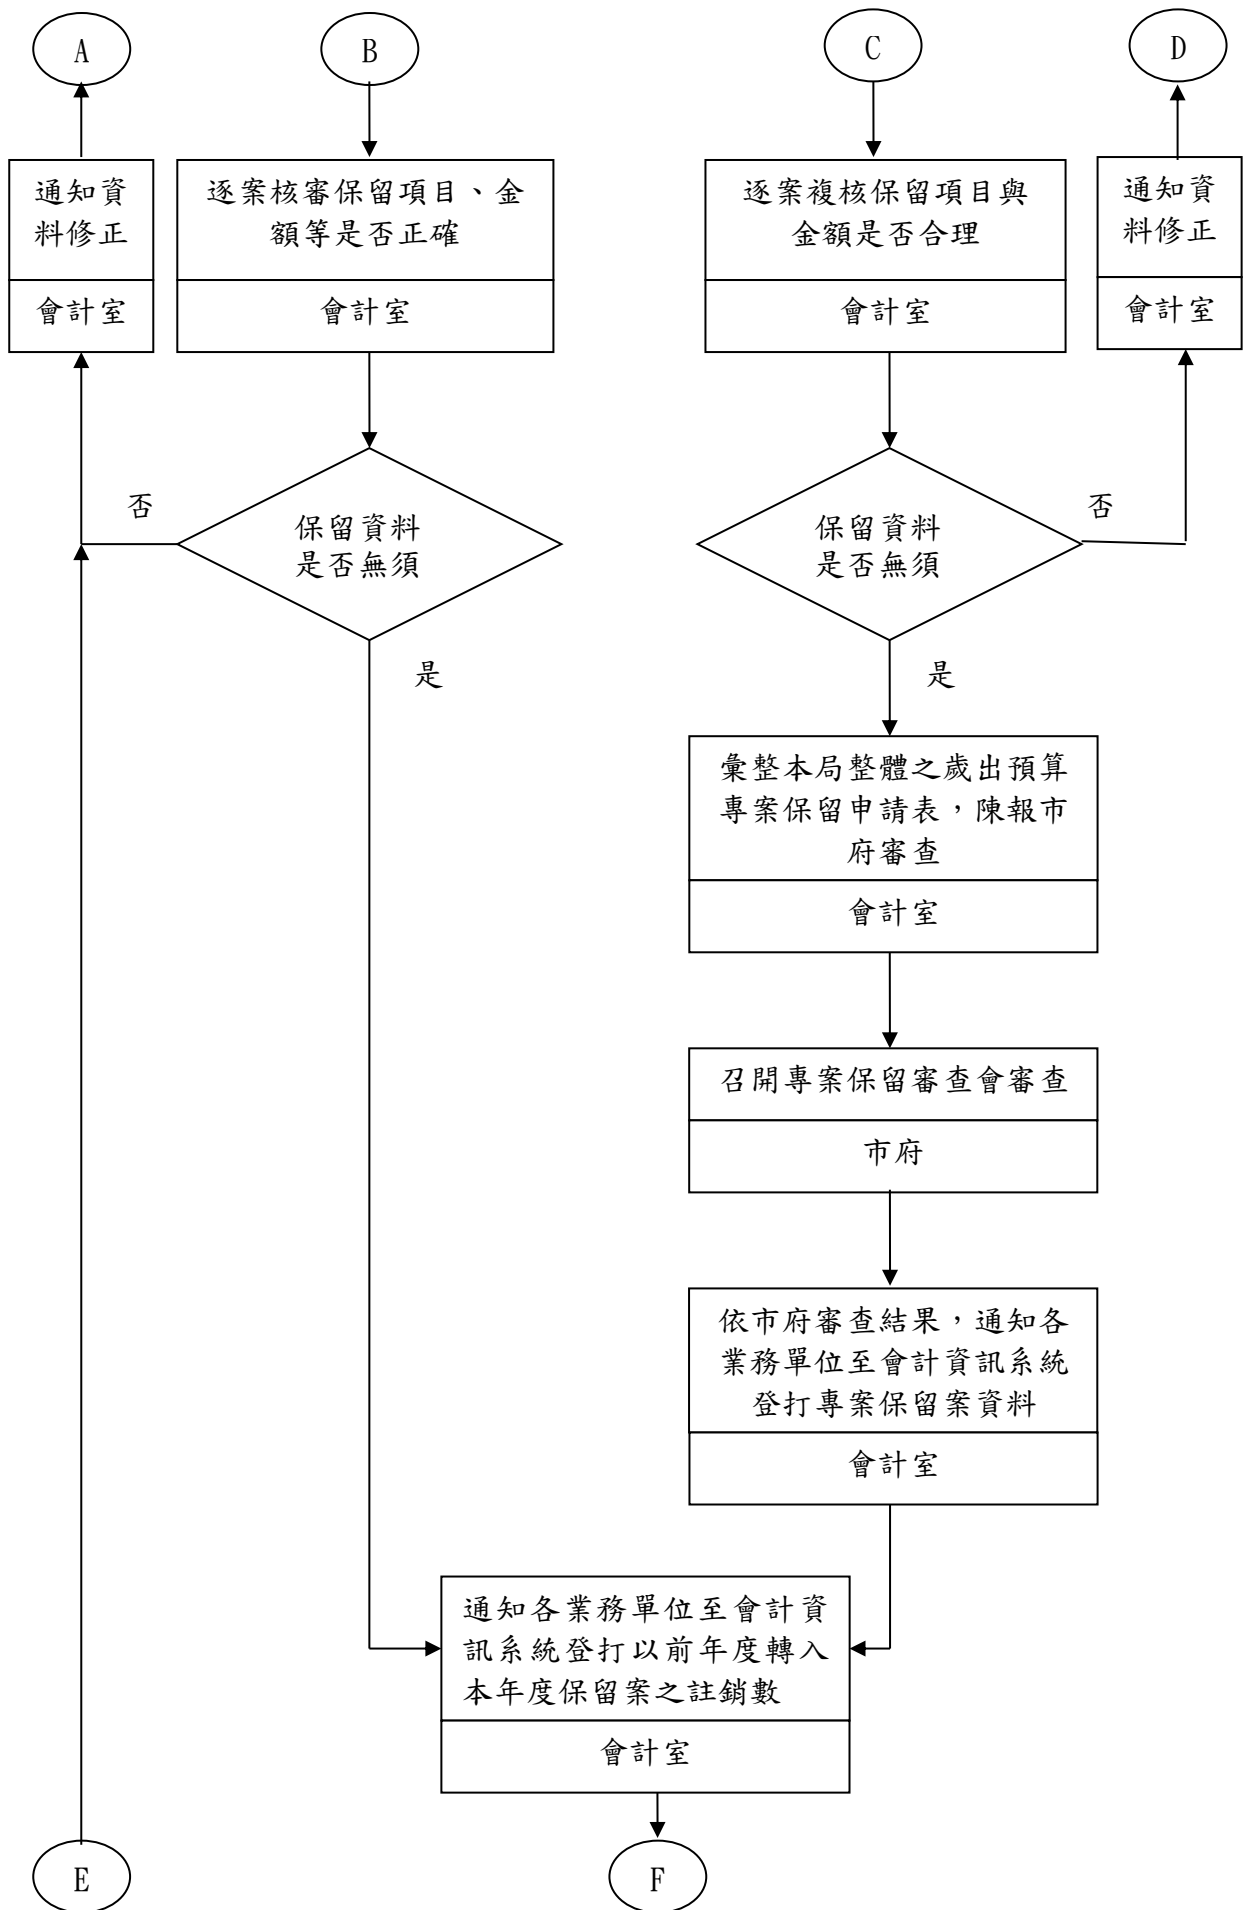 A
B
C
D
通知資
料修正
會計室
逐案核審保留項目、金
額等是否正確
會計室
逐案複核保留項目與
金額是否合理
會計室
通知資
料修正
會計室
否
保留資料
是否無須
是
保留資料
是否無須
否
是
彙整本局整體之歲出預算
專案保留申請表，陳報市
府審查
會計室
召開專案保留審查會審查
市府
依市府審查結果，通知各
業務單位至會計資訊系統
登打專案保留案資料
會計室
通知各業務單位至會計資
訊系統登打以前年度轉入
本年度保留案之註銷數
會計室
E
F